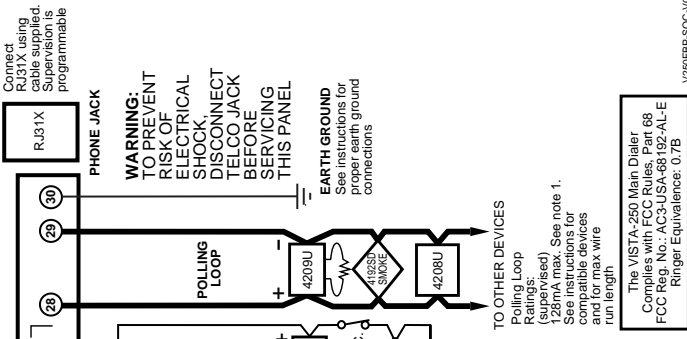 Connect
RJ31X using
cable supplied.
Supervision is
programmable
RJ31X
PHONE JACK
WARNING:
TO PREVENT
RISK OF
ELECTRICAL
SHOCK,
DISCONNECT
TELCO JACK
BEFORE
SERVICING
THIS PANEL
30
29
28
EARTH GROUND
See instructions for
proper earth ground
connections
POLLING
LOOP
+
–
4209U
4192SD
SMOKE
4208U
+
TO OTHER DEVICES
Polling Loop
Ratings:
(supervised)
128mA max. See note 1.
See instructions for
compatible devices
and for max wire
run length
The VISTA-250 Main Dialer
Complies with FCC Rules, Part 68
FCC Reg. No.: AC3-USA-68192-AL-E
Ringer Equivalence: 0.7B